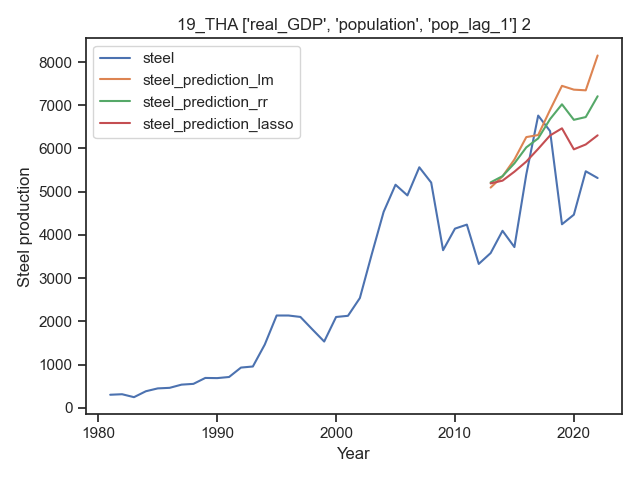 19_THA ['real_GDP', 'population', 'pop_lag_1'] 2
steel
steel_prediction_lm
steel_prediction_rr
steel_prediction_lasso
Steel production
8000
7000
6000
5000
4000
3000
2000
1000
0
1980 1990 2000 2010 2020
Year